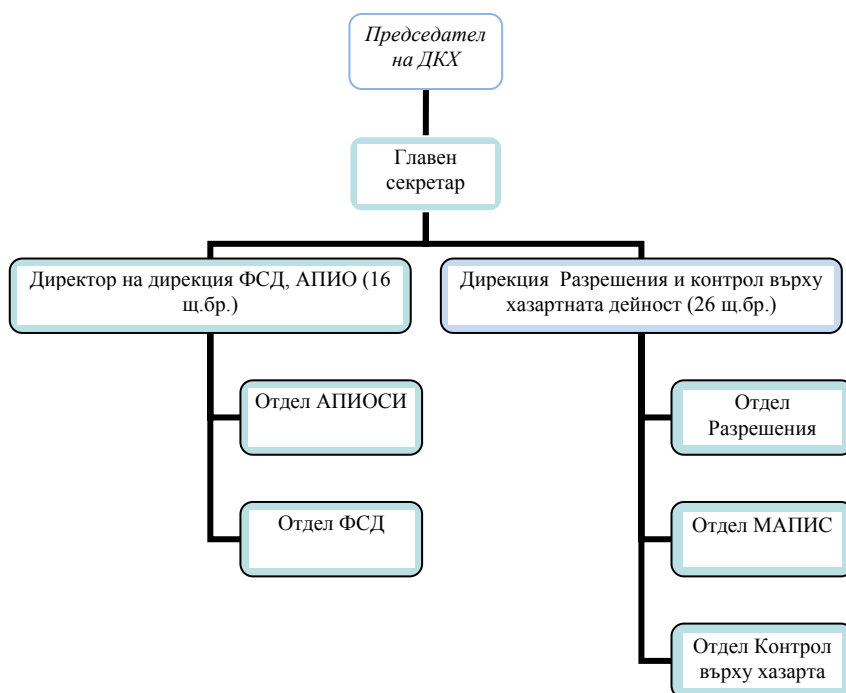 Председател
на ДКХ
Главен
секретар
Директор на дирекция ФСД, АПИО (16
щ.бр.)
Дирекция Разрешения и контрол върху
хазартната дейност (26 щ.бр.)
Отдел АПИОСИ
Отдел ФСД
Отдел
Разрешения
Отдел МАПИС
Отдел Контрол
върху хазарта